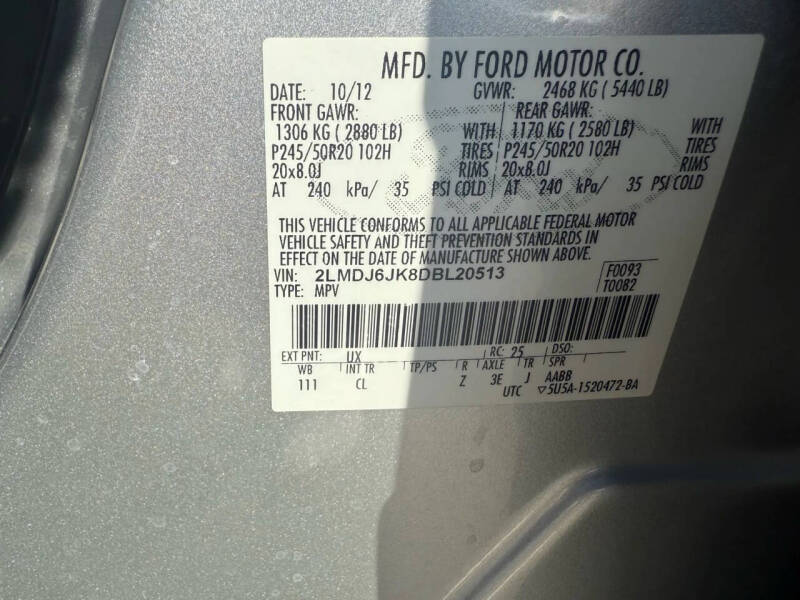 MFD. BY FORD MOTOR CO.
DATE: 10/12 GVWR: 2468 KG ( 5440 LB)
FRONT GAWR: REAR GAWR:
1306 KG ( 2880 LB) WITH 1170 KG ( 2580 LB) WITH
P245/50R20 102H TIRES P245/50R20 102H TIRES
20x8.0J RIMS 20x8.0J RIMS
AT 240 kPa/ 35 PSI COLD AT 240 kPa/ 35 PSI COLD
THIS VEHICLE CONFORMS TO ALL APPLICABLE FEDERAL MOTOR
VEHICLE SAFETY AND THEFT PREVENTION STANDARDS IN
EFFECT ON THE DATE OF MANUFACTURE SHOWN ABOVE.
VIN: 2LMDJ6JK8DBL20513 F0093
TYPE: MPV T0082
EXT PNT: UX RC: 25 DSO:
WB INT TR TP/PS R AXLE TR SPR
111 CL Z 3E J AABB
UTC ▽5U5A-1520472-BA